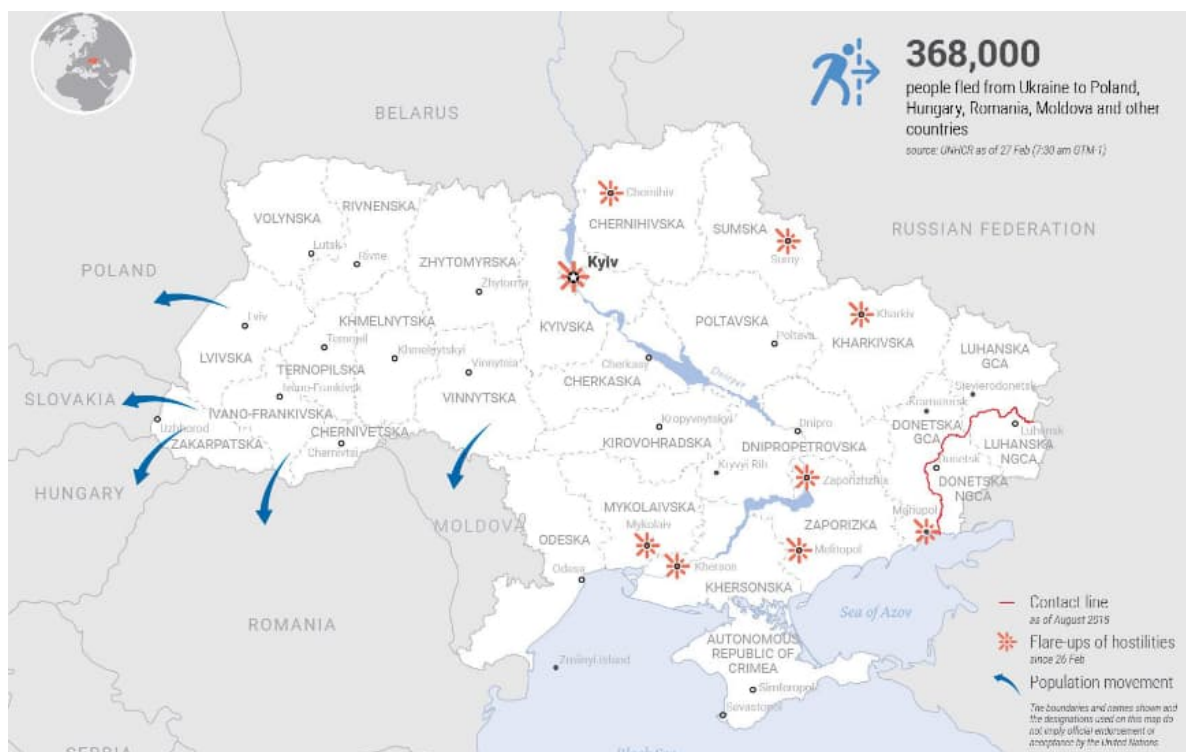 368,000
people fled from Ukraine to Poland,
Hungary, Romania, Moldova and other
countries
source: UNHCR as of 27 Feb (7:30 am GTM-1)
BELARUS
Chernihiv
CHERNIHIVSKA
VOLYNSKA
RIVNENSKA
SUMSKA
RUSSIAN FEDERATION
Lutsk
Rivne
ZHYTOMYRSKA
Kyiv
Sumy
POLAND
Zhytomyr
Lviv
KHMELNYTSKA
KYIVSKA
POLTAVSKA
Kharkiv
KHARKIVSKA
Ternopil
Khmelnytskyi
Vinnytsia
Cherkasy
Dnieper
Poltava
LUHANSKA
GCA
LVIVSKA
TERNOPILSKA
Ivano-Frankivsk
VINNYTSKA
CHERKASKA
Sievierodonetsk
SLOVAKIA
Kramatorsk
IVANO-FRANKIVSKA
Uzhhorod
ZAKARPATSKA
CHERNIVETSKA
Chernivtsi
Kropyvnytskyi
KIROVOHRADSKA
Dnipro
DNIPROPETROVSKA
DONETSKA
GCA
Luhansk
LUHANSKA
NGCA
HUNGARY
Kryvyi Rih
Zaporizhzhia
Donetsk
DONETSKA
NGCA
MOLDOVA
MYKOLAIVSKA
Mykolaiv
ZAPORIZKA
Mariupol
ODESKA
Melitopol
Odesa
Kherson
KHERSONSKA
Sea of Azov
ROMANIA
AUTONOMOUS
REPUBLIC OF
CRIMEA
Zmiinyi island
Simferopol
Sevastopol
SERBIA
Black Sea
Contact line
as of August 2018
Flare-ups of hostilities
since 26 Feb
Population movement
The boundaries and names shown and
the designations used on this map do
not imply official endorsement or
acceptance by the United Nations.